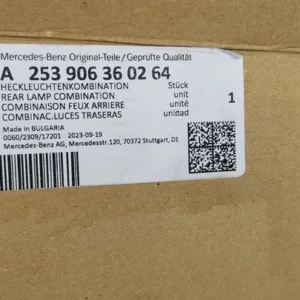 Mercedes-Benz Original-Teile / Geprüfte Qualität
A 253 906 36 02 64
HECKLEUCHTENKOMBINATION Stück
REAR LAMP COMBINATION unit
COMBINAISON FEUX ARRIERE unité
COMBINAC.LUCES TRASERAS unidad
1
Made in BULGARIA
0060/2309/17201 2023-09-19
Mercedes-Benz AG, Mercedesstr.120, 70372 Stuttgart, DE